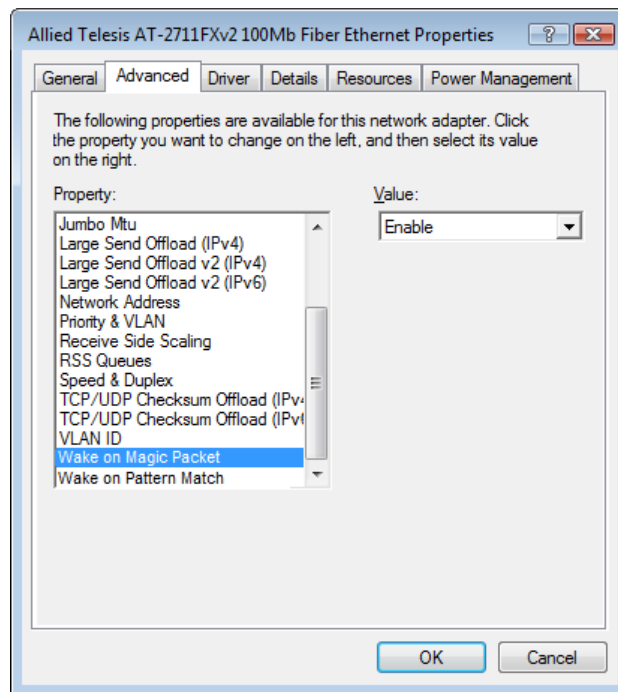 Allied Telesis AT-2711FXv2 100Mb Fiber Ethernet Properties
General Advanced Driver Details Resources Power Management
The following properties are available for this network adapter. Click
the property you want to change on the left, and then select its value
on the right.
Property:
Value:
Jumbo Mtu
Large Send Offload (IPv4)
Large Send Offload v2 (IPv4)
Large Send Offload v2 (IPv6)
Network Address
Priority & VLAN
Receive Side Scaling
RSS Queues
Speed & Duplex
TCP/UDP Checksum Offload (IPv4
TCP/UDP Checksum Offload (IPv6
VLAN ID
Wake on Magic Packet
Wake on Pattern Match
Enable
OK
Cancel